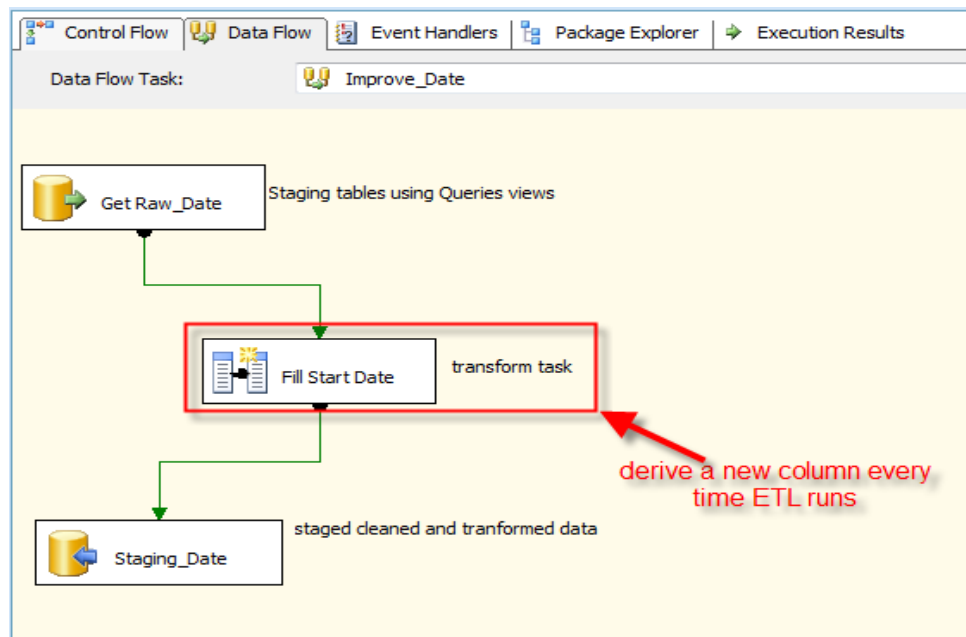 Control Flow Data Flow Event Handlers Package Explorer Execution Results
Data Flow Task: Improve_Date
Get Raw_Date
Staging tables using Queries views
Fill Start Date
transform task
derive a new column every
time ETL runs
Staging_Date
staged cleaned and tranformed data